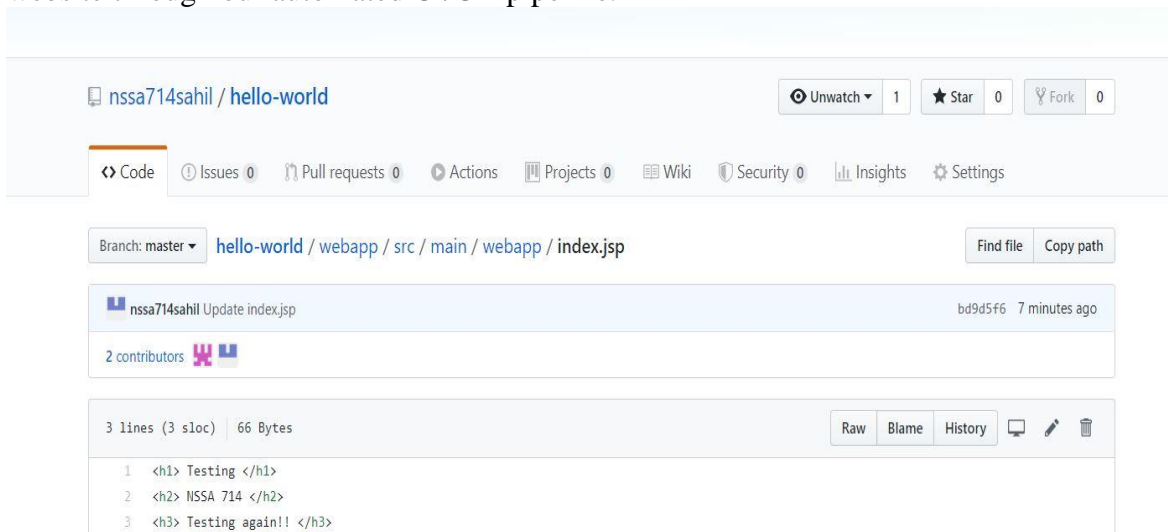 nssa714sahil / hello-world
Unwatch 1 Star 0 Fork 0
Code Issues 0 Pull requests 0 Actions Projects 0 Wiki Security 0 Insights Settings
Branch: master hello-world / webapp / src / main / webapp / index.jsp Find file Copy path
nssa714sahil Update index.jsp bd9d5f6 7 minutes ago
2 contributors
3 lines (3 sloc) 66 Bytes Raw Blame History
1 <h1> Testing </h1>
2 <h2> NSSA 714 </h2>
3 <h3> Testing again!! </h3>